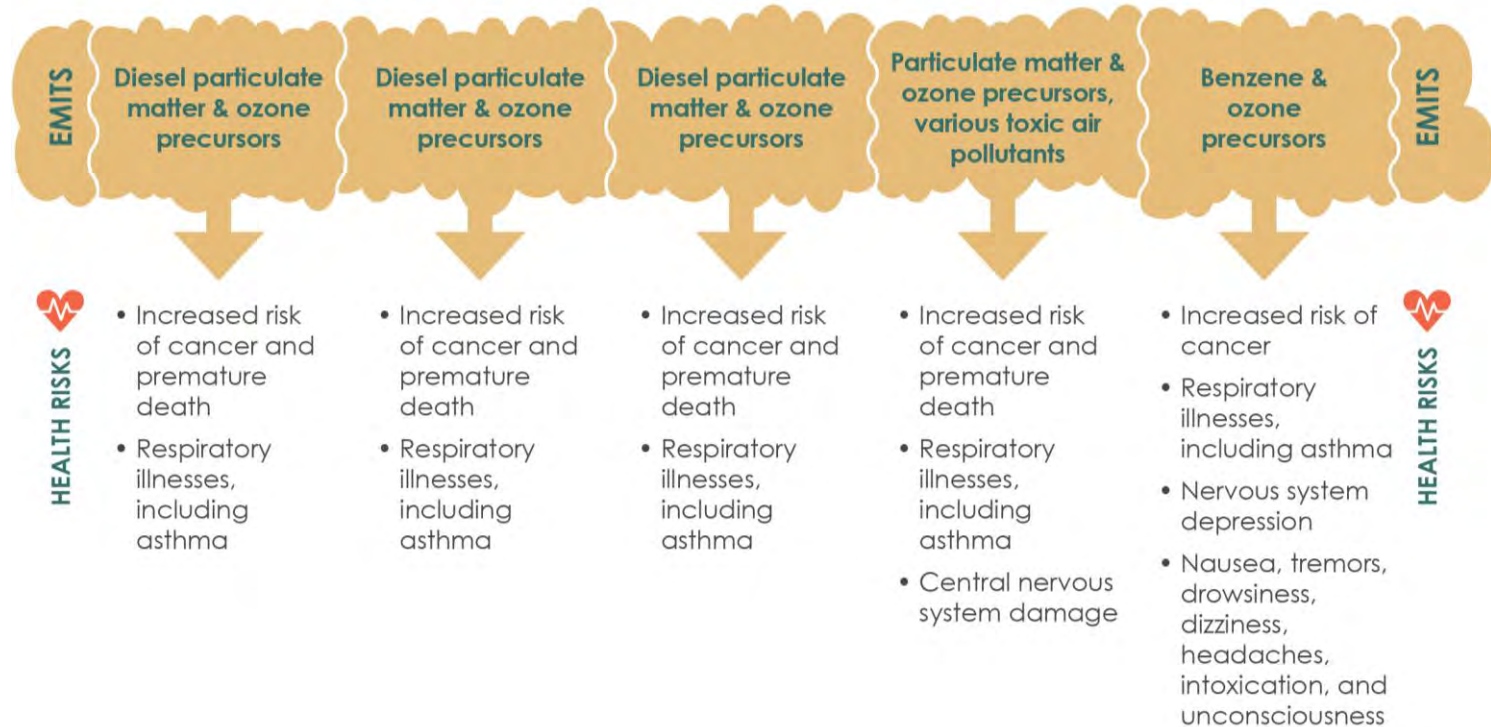 EMITS
Diesel particulate
matter & ozone
precursors
Diesel particulate
matter & ozone
precursors
Diesel particulate
matter & ozone
precursors
Particulate matter &
ozone precursors,
various toxic air
pollutants
Benzene &
ozone
precursors
EMITS
HEALTH RISKS
• Increased risk
of cancer and
premature
death
• Respiratory
illnesses,
including
asthma
• Increased risk
of cancer and
premature
death
• Respiratory
illnesses,
including
asthma
• Increased risk
of cancer and
premature
death
• Respiratory
illnesses,
including
asthma
• Increased risk
of cancer and
premature
death
• Respiratory
illnesses,
including
asthma
• Central nervous
system damage
• Increased risk of
cancer
• Respiratory
illnesses,
including asthma
• Nervous system
depression
• Nausea, tremors,
drowsiness,
dizziness,
headaches,
intoxication, and
unconsciousness
HEALTH RISKS